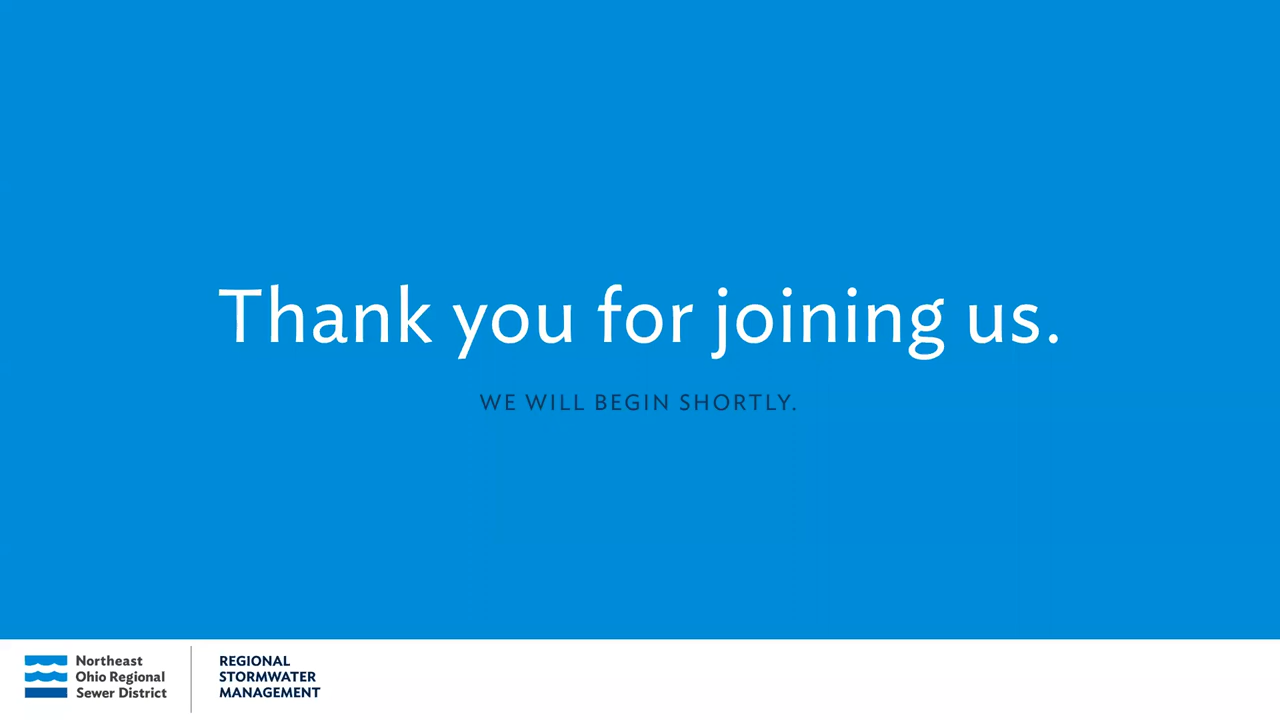 Thank you for joining us.
WE WILL BEGIN SHORTLY.
Northeast
Ohio Regional
Sewer District
REGIONAL
STORMWATER
MANAGEMENT